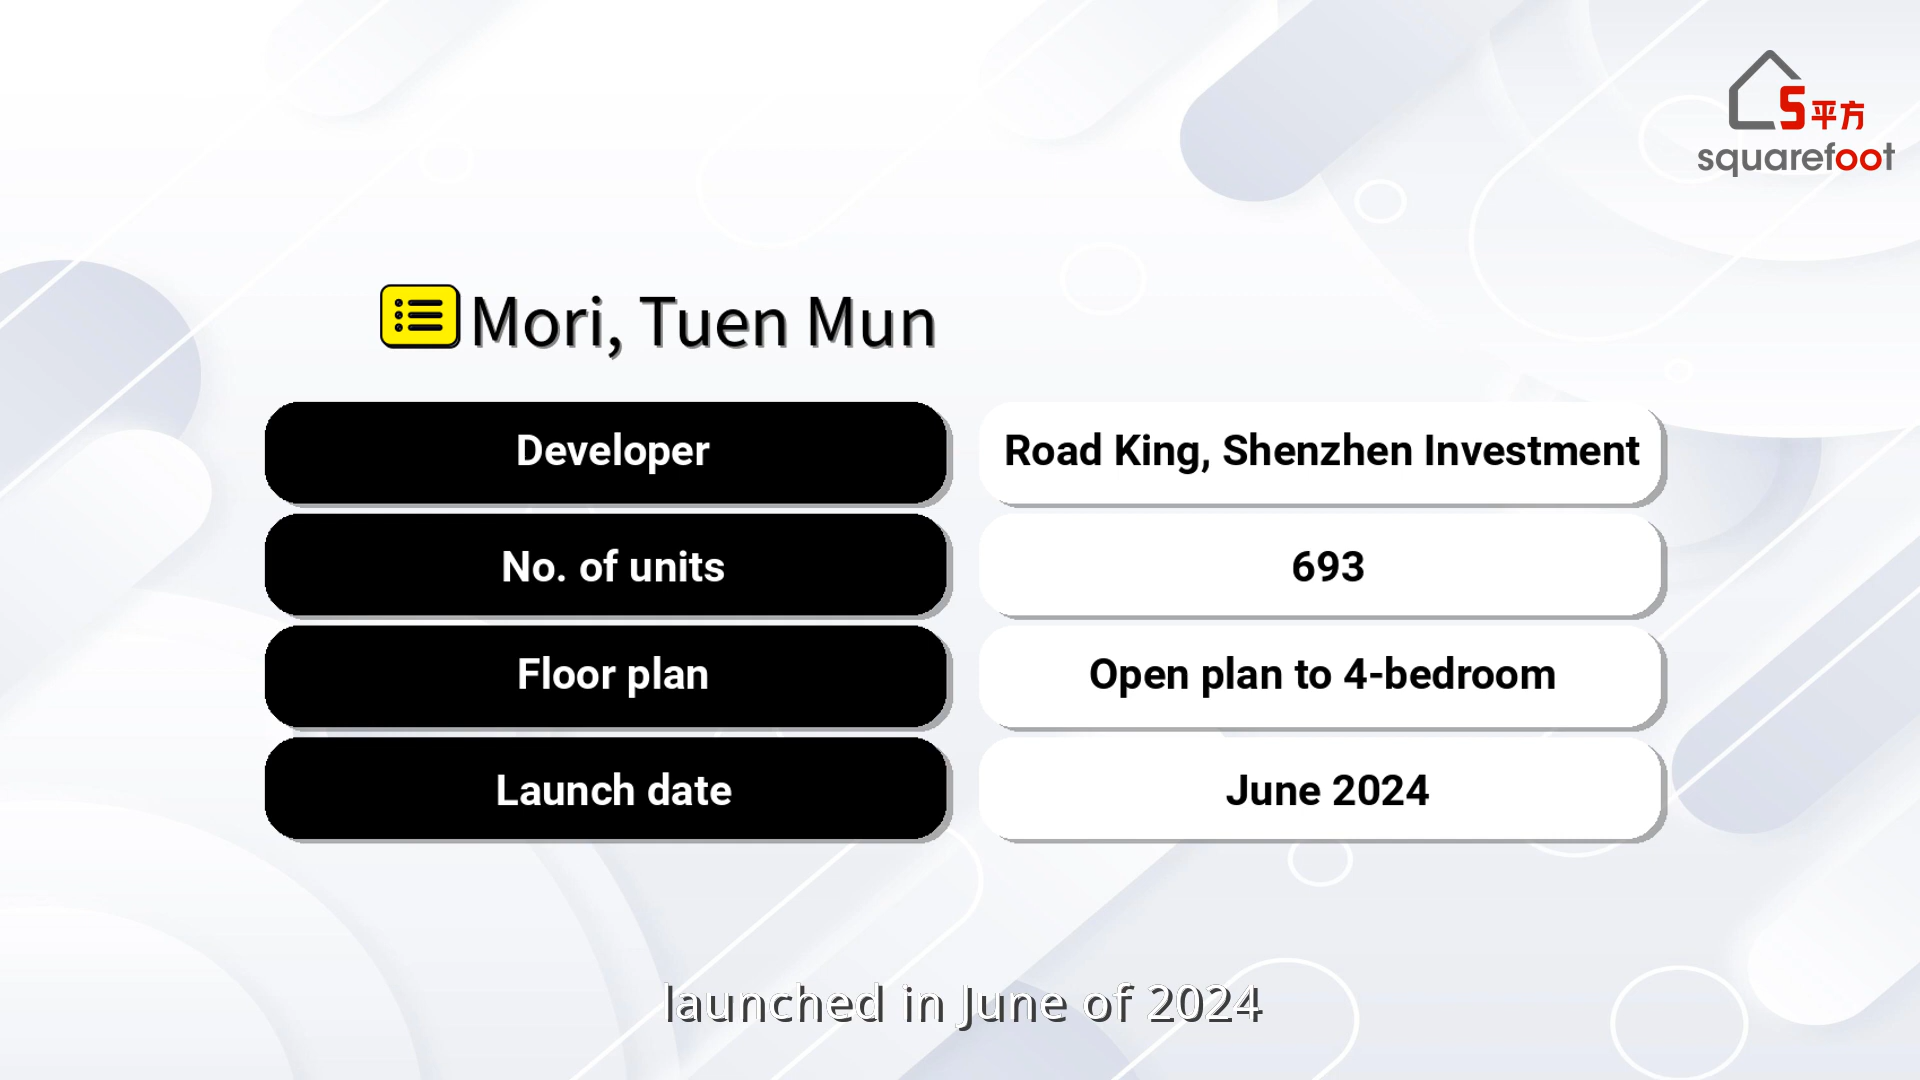 S平方
squarefoot
Mori, Tuen Mun
Developer
Road King, Shenzhen Investment
No. of units
693
Floor plan
Open plan to 4-bedroom
Launch date
June 2024
launched in June of 2024